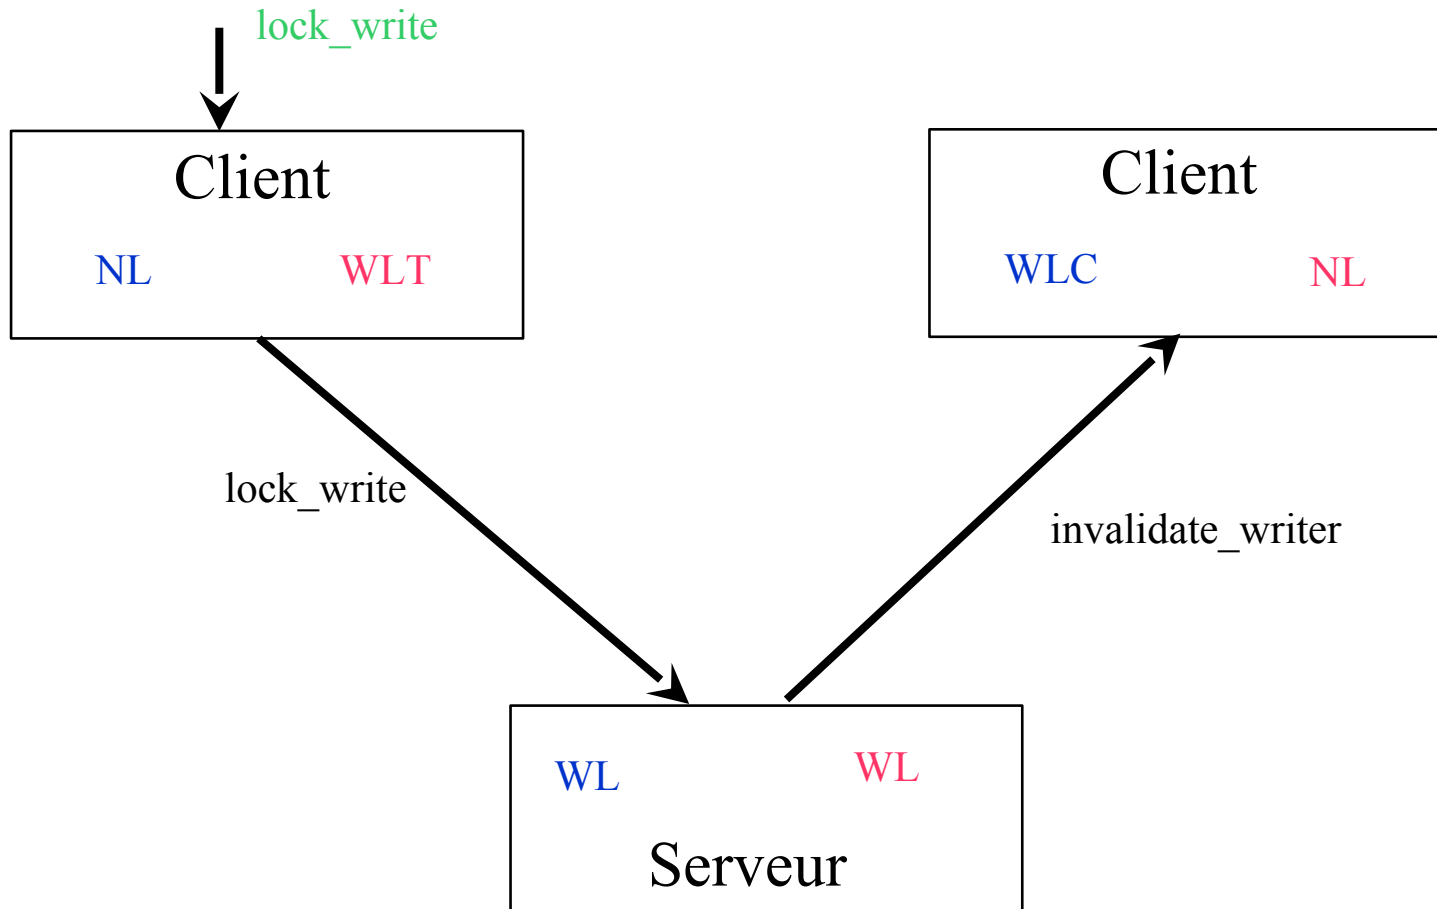 lock_write
Client
NL WLT
Client
WLC NL
lock_write
invalidate_writer
WL WL
Serveur